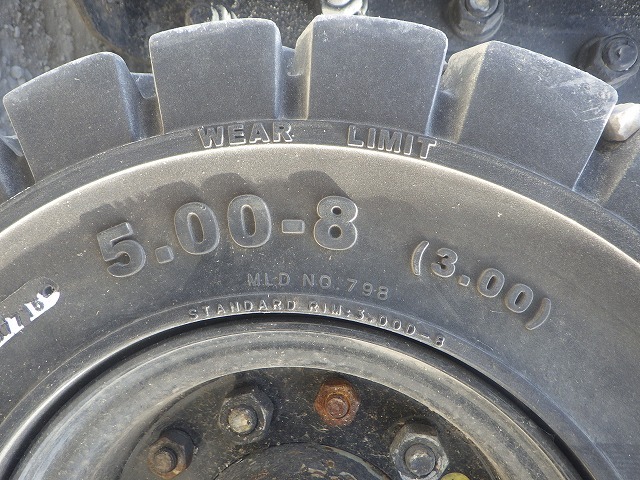 WEAR LIMIT
5.00-8 (3.00)
MLD NO.798
STANDARD RIM:3.00D-8